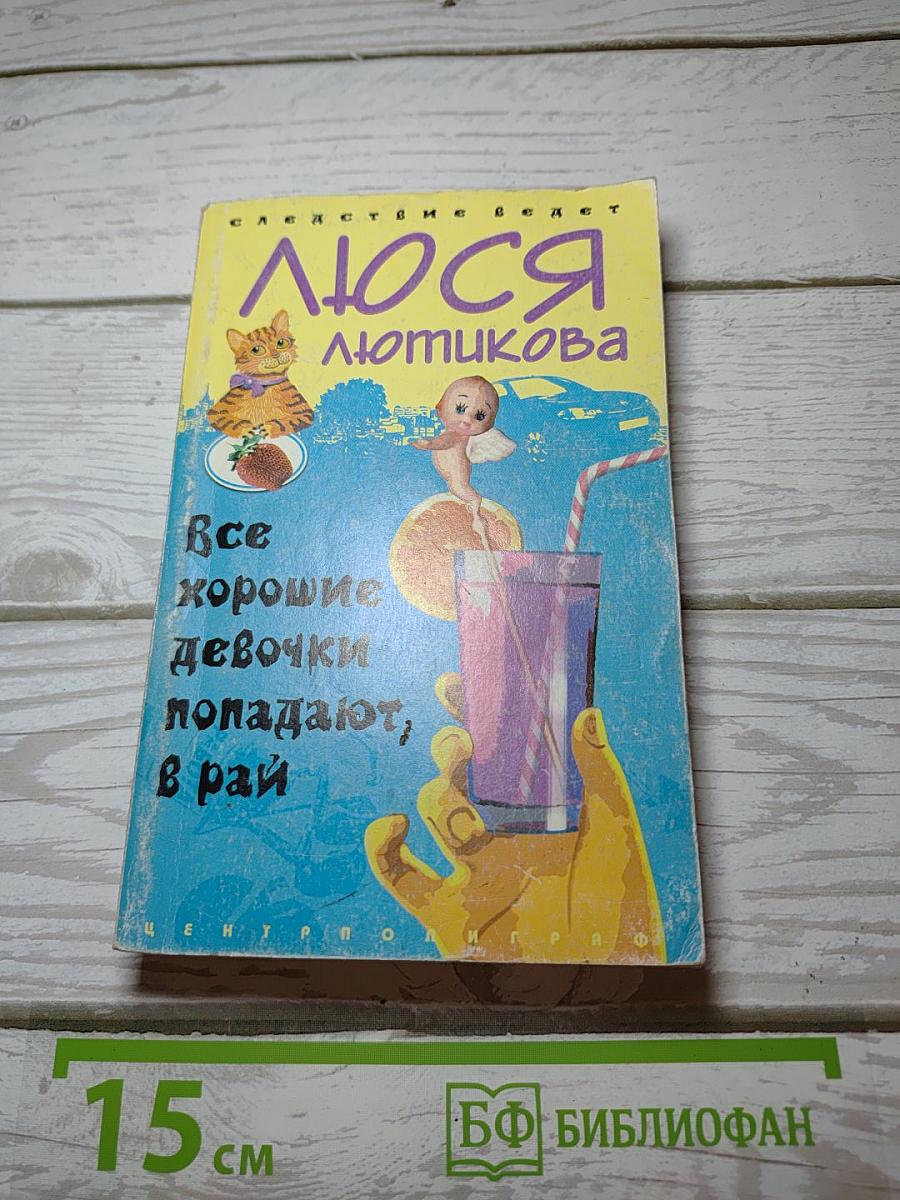 следствие ведет
Люся
Лютикова
Все
хорошие
девочки
попадают,
в рай
ЦЕНТРПОЛИГРАФ
15 см
БФ БИБЛИОФАН